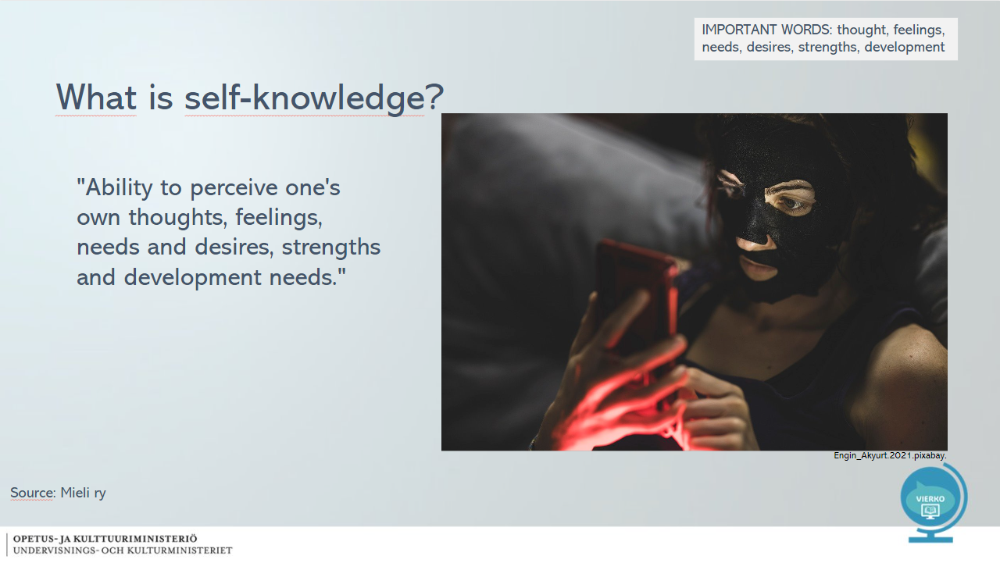 IMPORTANT WORDS: thought, feelings,
needs, desires, strengths, development
What is self-knowledge?
"Ability to perceive one's
own thoughts, feelings,
needs and desires, strengths
and development needs."
Engin_Akyurt.2021.pixabay.
Source: Mieli ry
VIERKO
OPETUS- JA KULTTUURIMINISTERIÖ
UNDERVISNINGS- OCH KULTURMINISTERIET